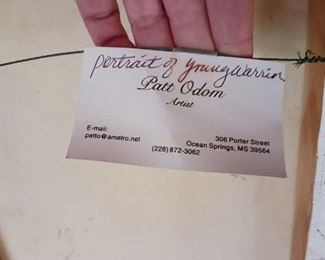 portrait of young warrior
Patt Odom
Artist
E-mail:
patto@ametro.net
306 Porter Street
Ocean Springs, MS 39564
(228) 872-3062